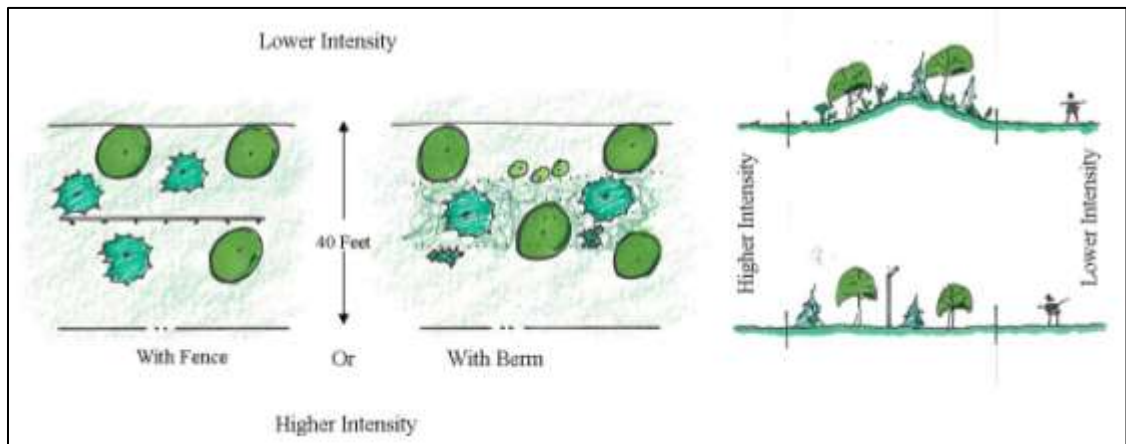 Lower Intensity
40 Feet
With Fence
Or
With Berm
Higher Intensity
Higher Intensity
Lower Intensity